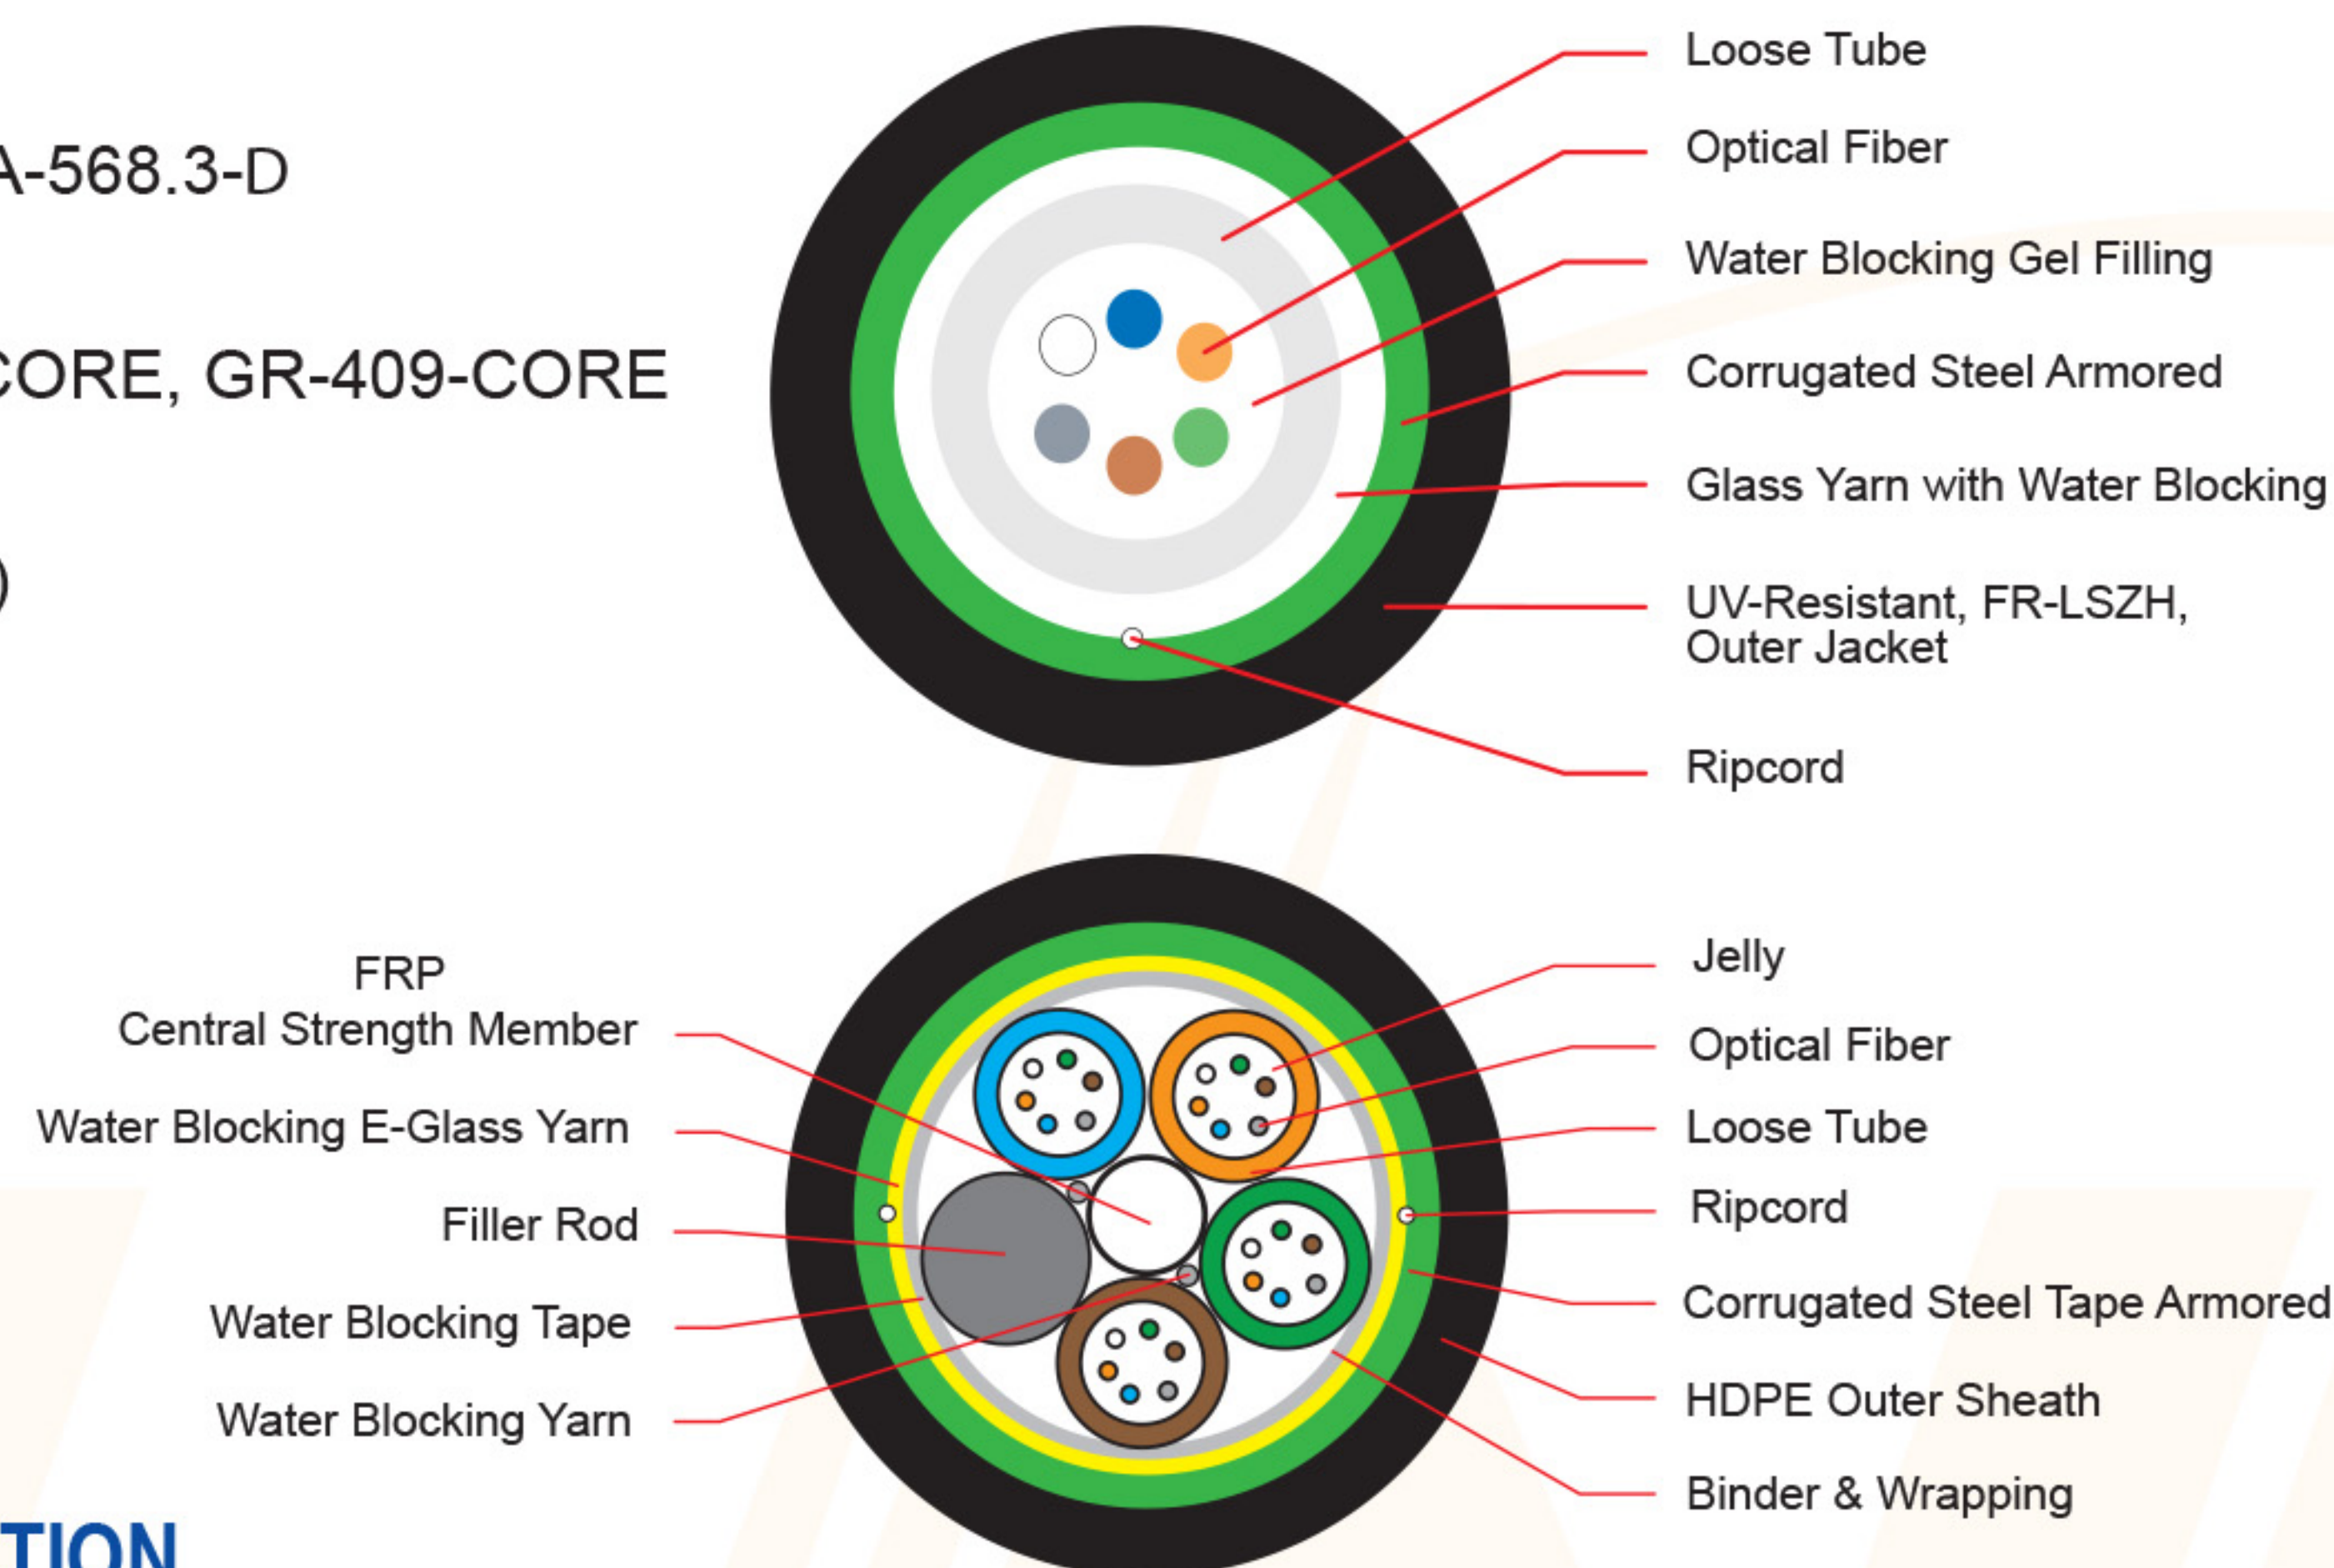 A-568.3-D
CORE, GR-409-CORE
)
Loose Tube
Optical Fiber
Water Blocking Gel Filling
Corrugated Steel Armored
Glass Yarn with Water Blocking
UV-Resistant, FR-LSZH,
Outer Jacket
Ripcord
FRP
Central Strength Member
Water Blocking E-Glass Yarn
Filler Rod
Water Blocking Tape
Water Blocking Yarn
Jelly
Optical Fiber
Loose Tube
Ripcord
Corrugated Steel Tape Armored
HDPE Outer Sheath
Binder & Wrapping
TION